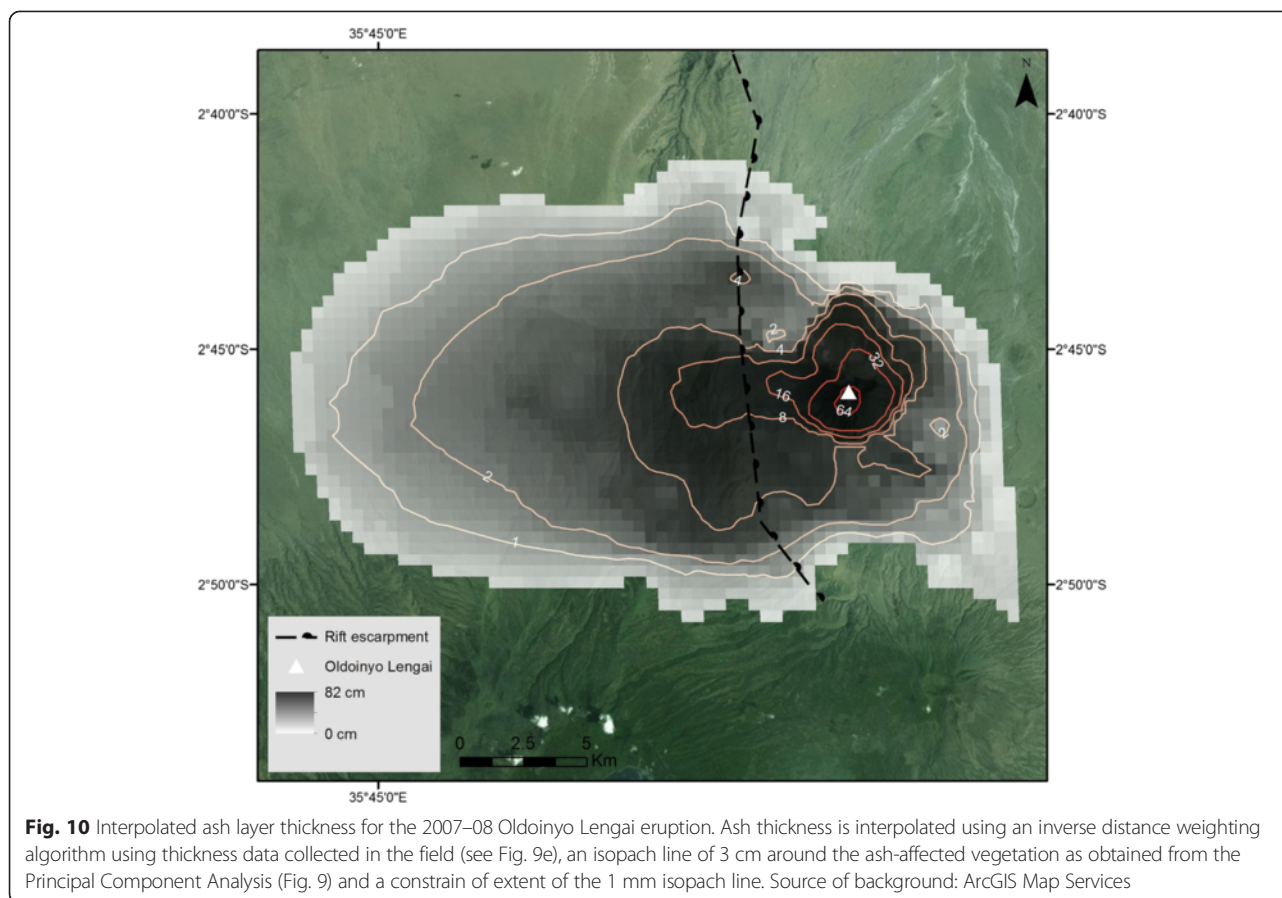 35°45'0"E
N
2°40'0"S
2°40'0"S
4
2
4
2°45'0"S
2°45'0"S
32
16
64
8
2
2
1
2°50'0"S
2°50'0"S
Rift escarpment
Oldoinyo Lengai
82 cm
0 cm
0 2.5 5
Km
35°45'0"E
Fig. 10 Interpolated ash layer thickness for the 2007–08 Oldoinyo Lengai eruption. Ash thickness is interpolated using an inverse distance weighting
algorithm using thickness data collected in the field (see Fig. 9e), an isopach line of 3 cm around the ash-affected vegetation as obtained from the
Principal Component Analysis (Fig. 9) and a constrain of extent of the 1 mm isopach line. Source of background: ArcGIS Map Services